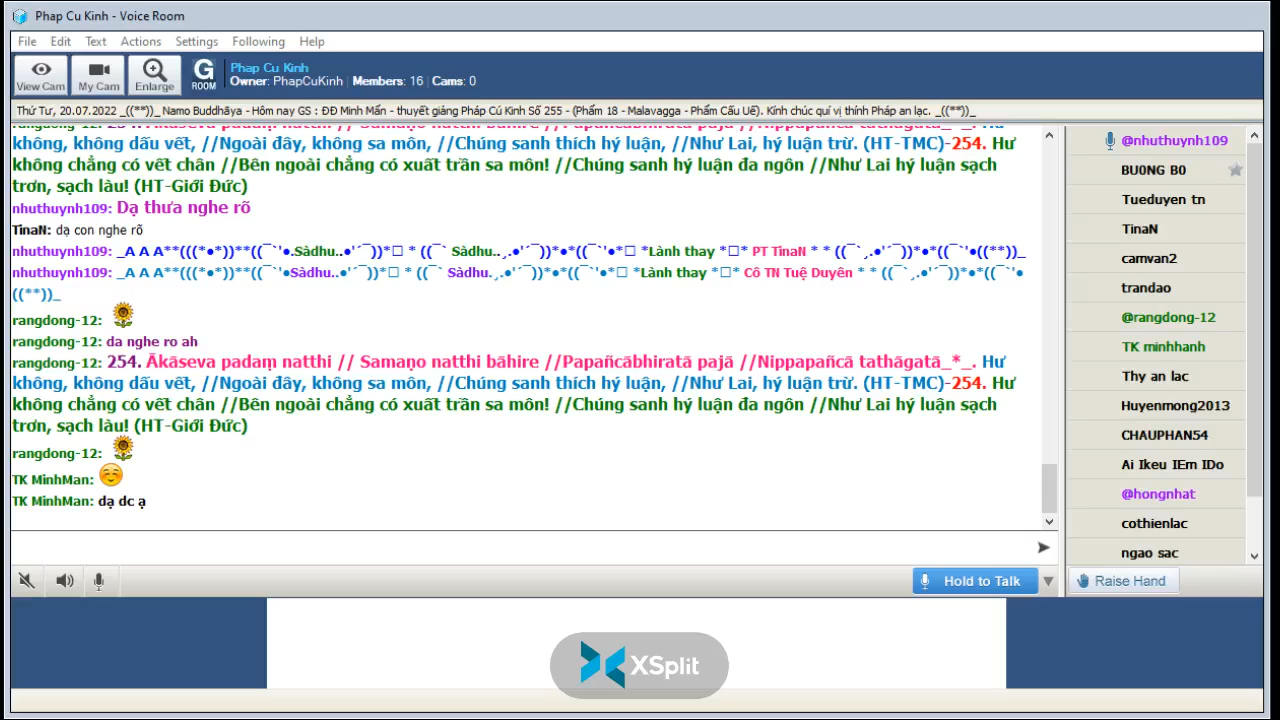 Phap Cu Kinh - Voice Room
File Edit Text Actions Settings Following Help
View Cam My Cam Enlarge G ROOM
Phap Cu Kinh
Owner: PhapCuKinh | Members: 16 | Cams: 0
Thứ Tư, 20.07.2022 _((**))_ Namo Buddhāya - Hôm nay GS : ĐĐ Minh Mẩn - thuyết giảng Pháp Cú Kinh Số 255 - (Phẩm 18 - Malavagga - Phẩm Cấu Uế). Kính chúc quí vị thính Pháp an lạc. _((**))_
không, không dấu vết, //Ngoài đây, không sa môn, //Chúng sanh thích hý luận, //Như Lai, hý luận trừ. (HT-TMC)-254. Hư
không chẳng có vết chân //Bên ngoài chẳng có xuất trần sa môn! //Chúng sanh hý luận đa ngôn //Như Lai hý luận sạch
trơn, sạch làu! (HT-Giới Đức)
nhuthuynh109: Dạ thưa nghe rõ
TinaN: dạ con nghe rõ
nhuthuynh109: _A A A**(((*•*))**((¯`'•.Sàdhu..•'´¯))*□ * ((¯` Sàdhu..¸.•'´¯))*•*((¯`'•*□ *Lành thay *□* PT TinaN * * ((¯`¸.•'´¯))*•*((¯`'•((**))_
nhuthuynh109: _A A A**(((*•*))**((¯`'•Sàdhu..•'´¯))*□ * ((¯` Sàdhu.¸.•'´¯))*•*((¯`'•*□ *Lành thay *□* Cô TN Tuệ Duyên * * ((¯`¸.•'´¯))*•*((¯`'•
((**))_
rangdong-12:
rangdong-12: da nghe ro ah
rangdong-12: 254. Ākāseva padaṃ natthi // Samaṇo natthi bāhire //Papañcābhiratā pajā //Nippapañcā tathāgatā_*_. Hư
không, không dấu vết, //Ngoài đây, không sa môn, //Chúng sanh thích hý luận, //Như Lai, hý luận trừ. (HT-TMC)-254. Hư
không chẳng có vết chân //Bên ngoài chẳng có xuất trần sa môn! //Chúng sanh hý luận đa ngôn //Như Lai hý luận sạch
trơn, sạch làu! (HT-Giới Đức)
rangdong-12:
TK MinhMan:
TK MinhMan: dạ dc ạ
@nhuthuynh109
BU0NG B0
Tueduyen tn
TinaN
camvan2
trandao
@rangdong-12
TK minhhanh
Thy an lac
Huyenmong2013
CHAUPHAN54
Ai Ikeu IEm IDo
@hongnhat
cothienlac
ngao sac
Hold to Talk
Raise Hand
XSplit